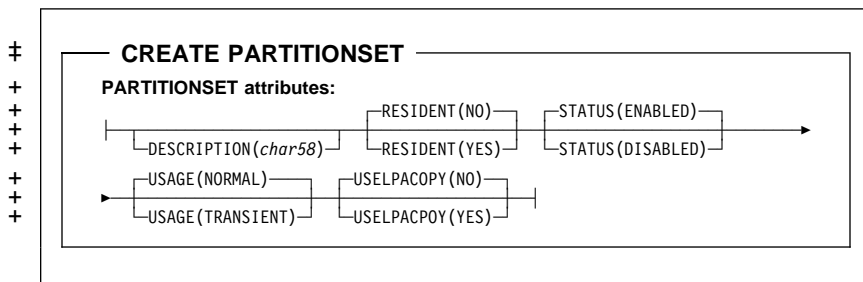 ‡ CREATE PARTITIONSET
+ PARTITIONSET attributes:
+ RESIDENT(NO) STATUS(ENABLED)
+
+ DESCRIPTION(char58) RESIDENT(YES) STATUS(DISABLED)
+ USAGE(NORMAL) USELPACOPY(NO)
+
+ USAGE(TRANSIENT) USELPACPOY(YES)